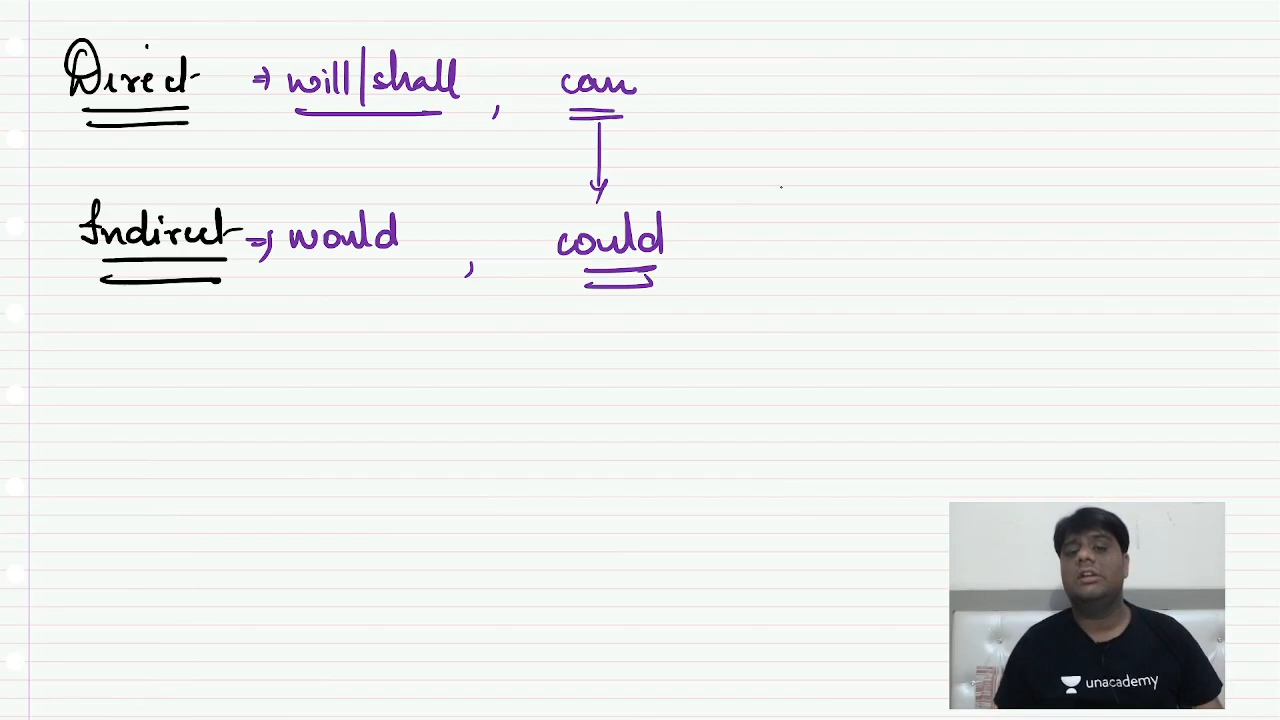 Direct ⇒ will/shall, can
Indirect ⇒ would, could
unacademy